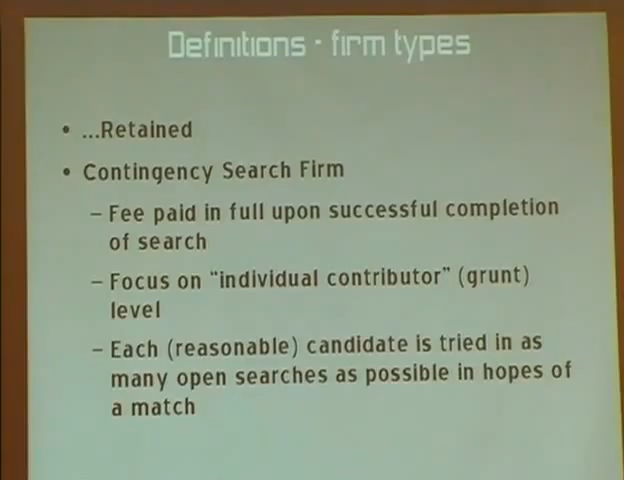 Definitions - firm types
• ...Retained
• Contingency Search Firm
– Fee paid in full upon successful completion
of search
– Focus on "individual contributor" (grunt)
level
– Each (reasonable) candidate is tried in as
many open searches as possible in hopes of
a match